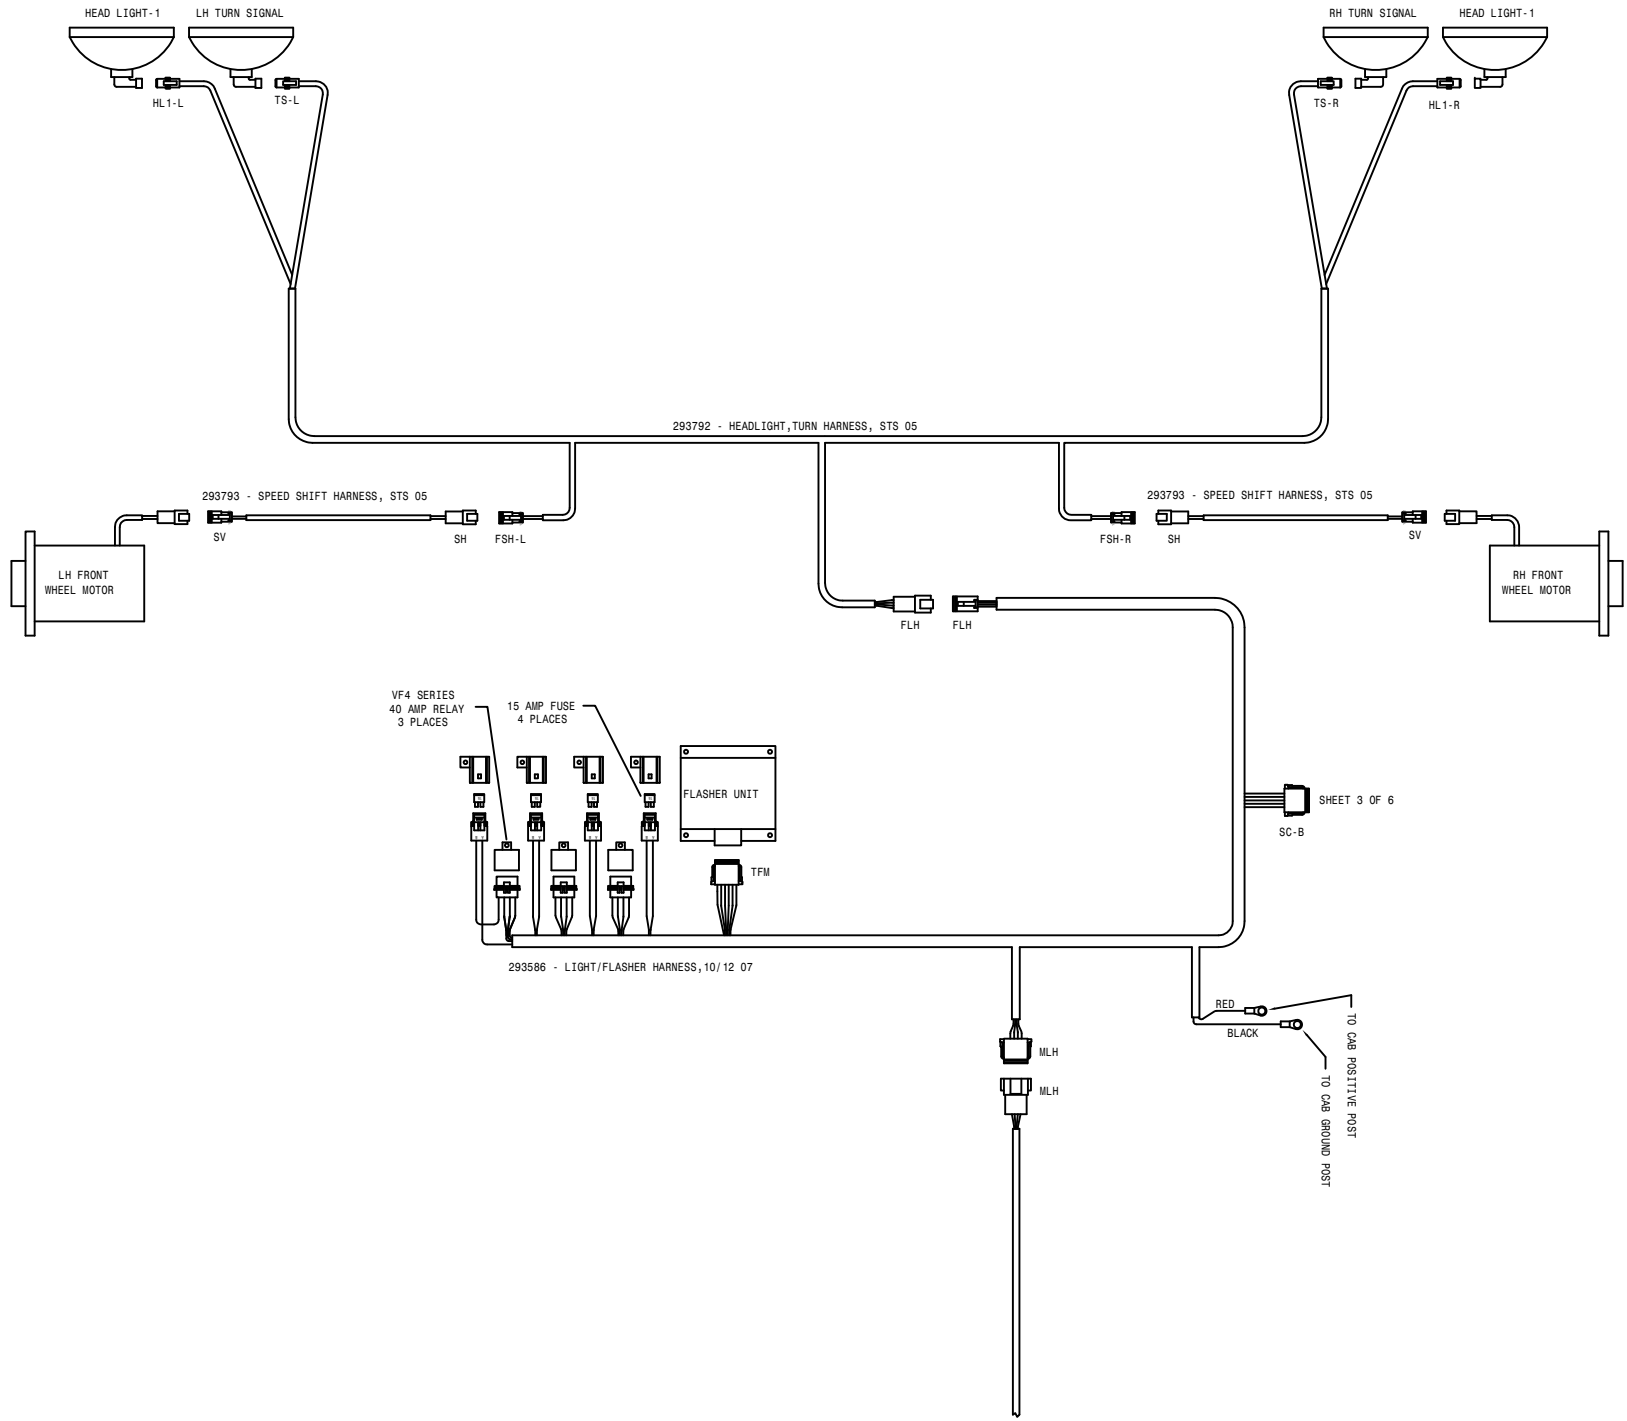 HEAD LIGHT-1
LH TURN SIGNAL
RH TURN SIGNAL
HEAD LIGHT-1
HL1-L
TS-L
TS-R
HL1-R
293792 - HEADLIGHT,TURN HARNESS, STS 05
293793 - SPEED SHIFT HARNESS, STS 05
293793 - SPEED SHIFT HARNESS, STS 05
SV
SH
FSH-L
FSH-R
SH
SV
LH FRONT
WHEEL MOTOR
RH FRONT
WHEEL MOTOR
FLH
FLH
VF4 SERIES
40 AMP RELAY
3 PLACES
15 AMP FUSE
4 PLACES
FLASHER UNIT
SHEET 3 OF 6
SC-B
TFM
293586 - LIGHT/FLASHER HARNESS,10/12 07
RED
BLACK
TO CAB POSITIVE POST
TO CAB GROUND POST
MLH
MLH